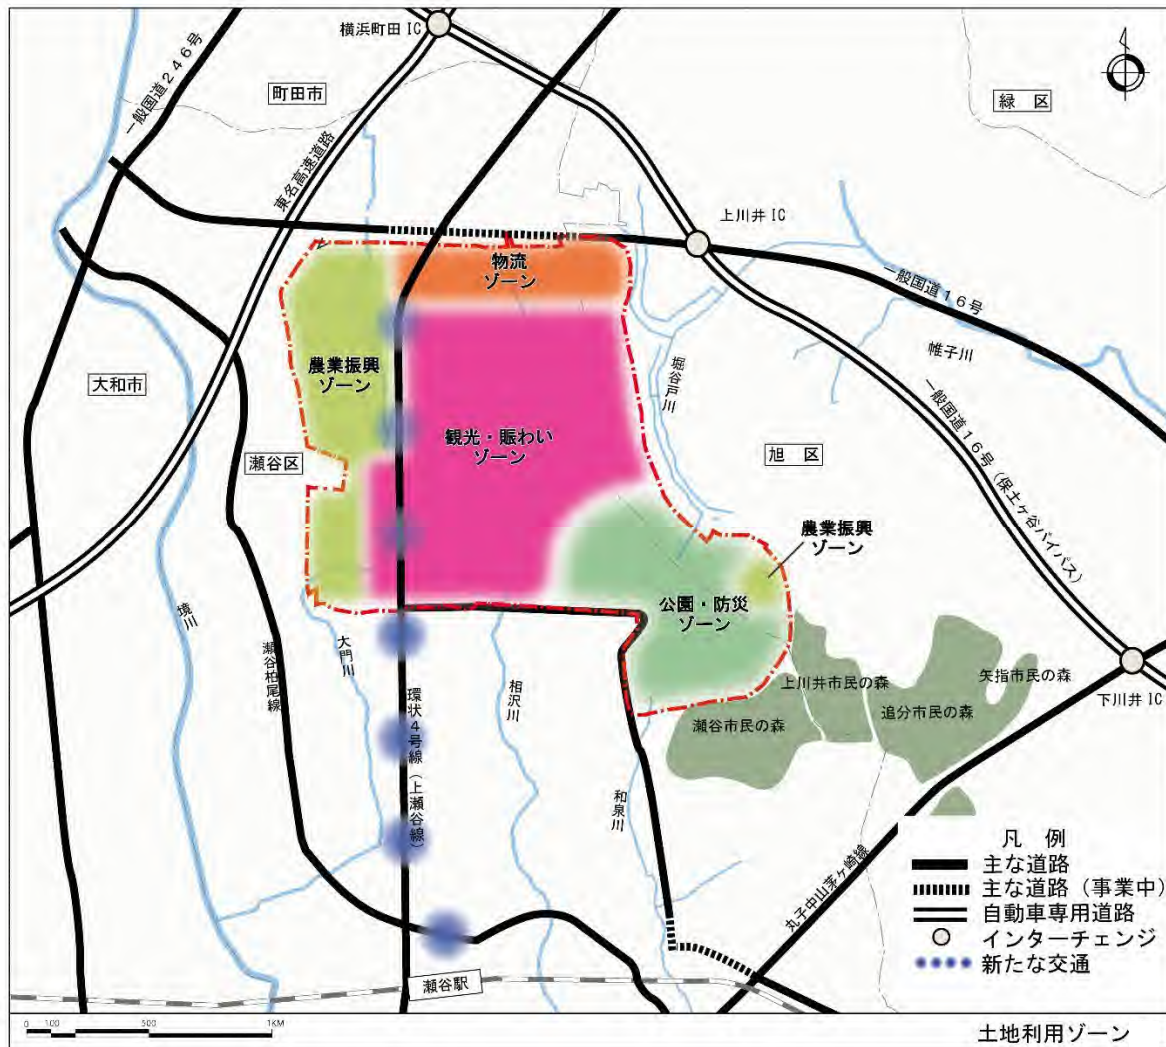 横浜町田 IC
一般国道２４６号
町田市
緑　区
東名高速道路
上川井 IC
物流
ゾーン
一般国道１６号
農業振興
ゾーン
堀谷戸川
帷子川
大和市
観光・賑わい
ゾーン
瀬谷区
旭　区
一般国道１６号（保土ヶ谷バイパス）
農業振興
ゾーン
公園・防災
ゾーン
境川
瀬谷柏尾線
大門川
環状４号線（上瀬谷線）
相沢川
和泉川
上川井市民の森
矢指市民の森
瀬谷市民の森
追分市民の森
下川井 IC
丸子中山茅ヶ崎線
凡　例
主な道路
主な道路（事業中）
自動車専用道路
インターチェンジ
新たな交通
瀬谷駅
0 100 500 1KM
土地利用ゾーン